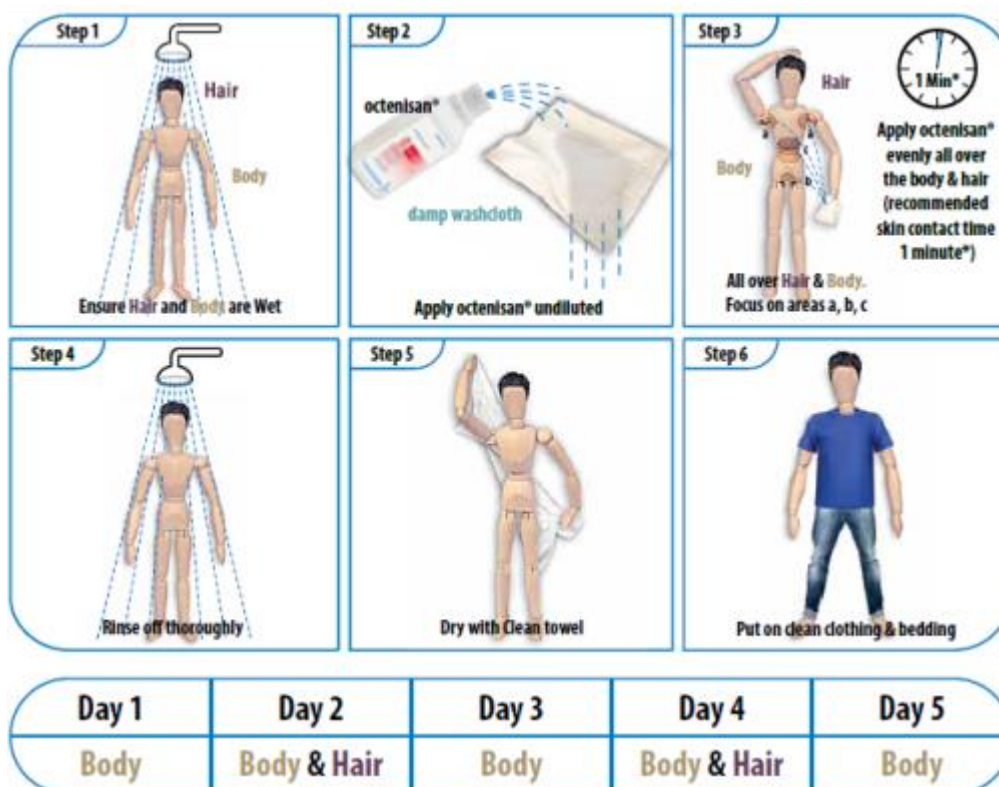 Step 1
Hair
Body
Ensure Hair and Body are Wet
Step 2
octenisan®
damp washcloth
Apply octenisan® undiluted
Step 3
Hair
1 Min*
Body
a
a
c
b
Apply octenisan®
evenly all over
the body & hair
(recommended
skin contact time
1 minute*)
All over Hair & Body.
Focus on areas a, b, c
Step 4
Rinse off thoroughly
Step 5
Dry with Clean towel
Step 6
Put on clean clothing & bedding
Day 1
Day 2
Day 3
Day 4
Day 5
Body
Body & Hair
Body
Body & Hair
Body